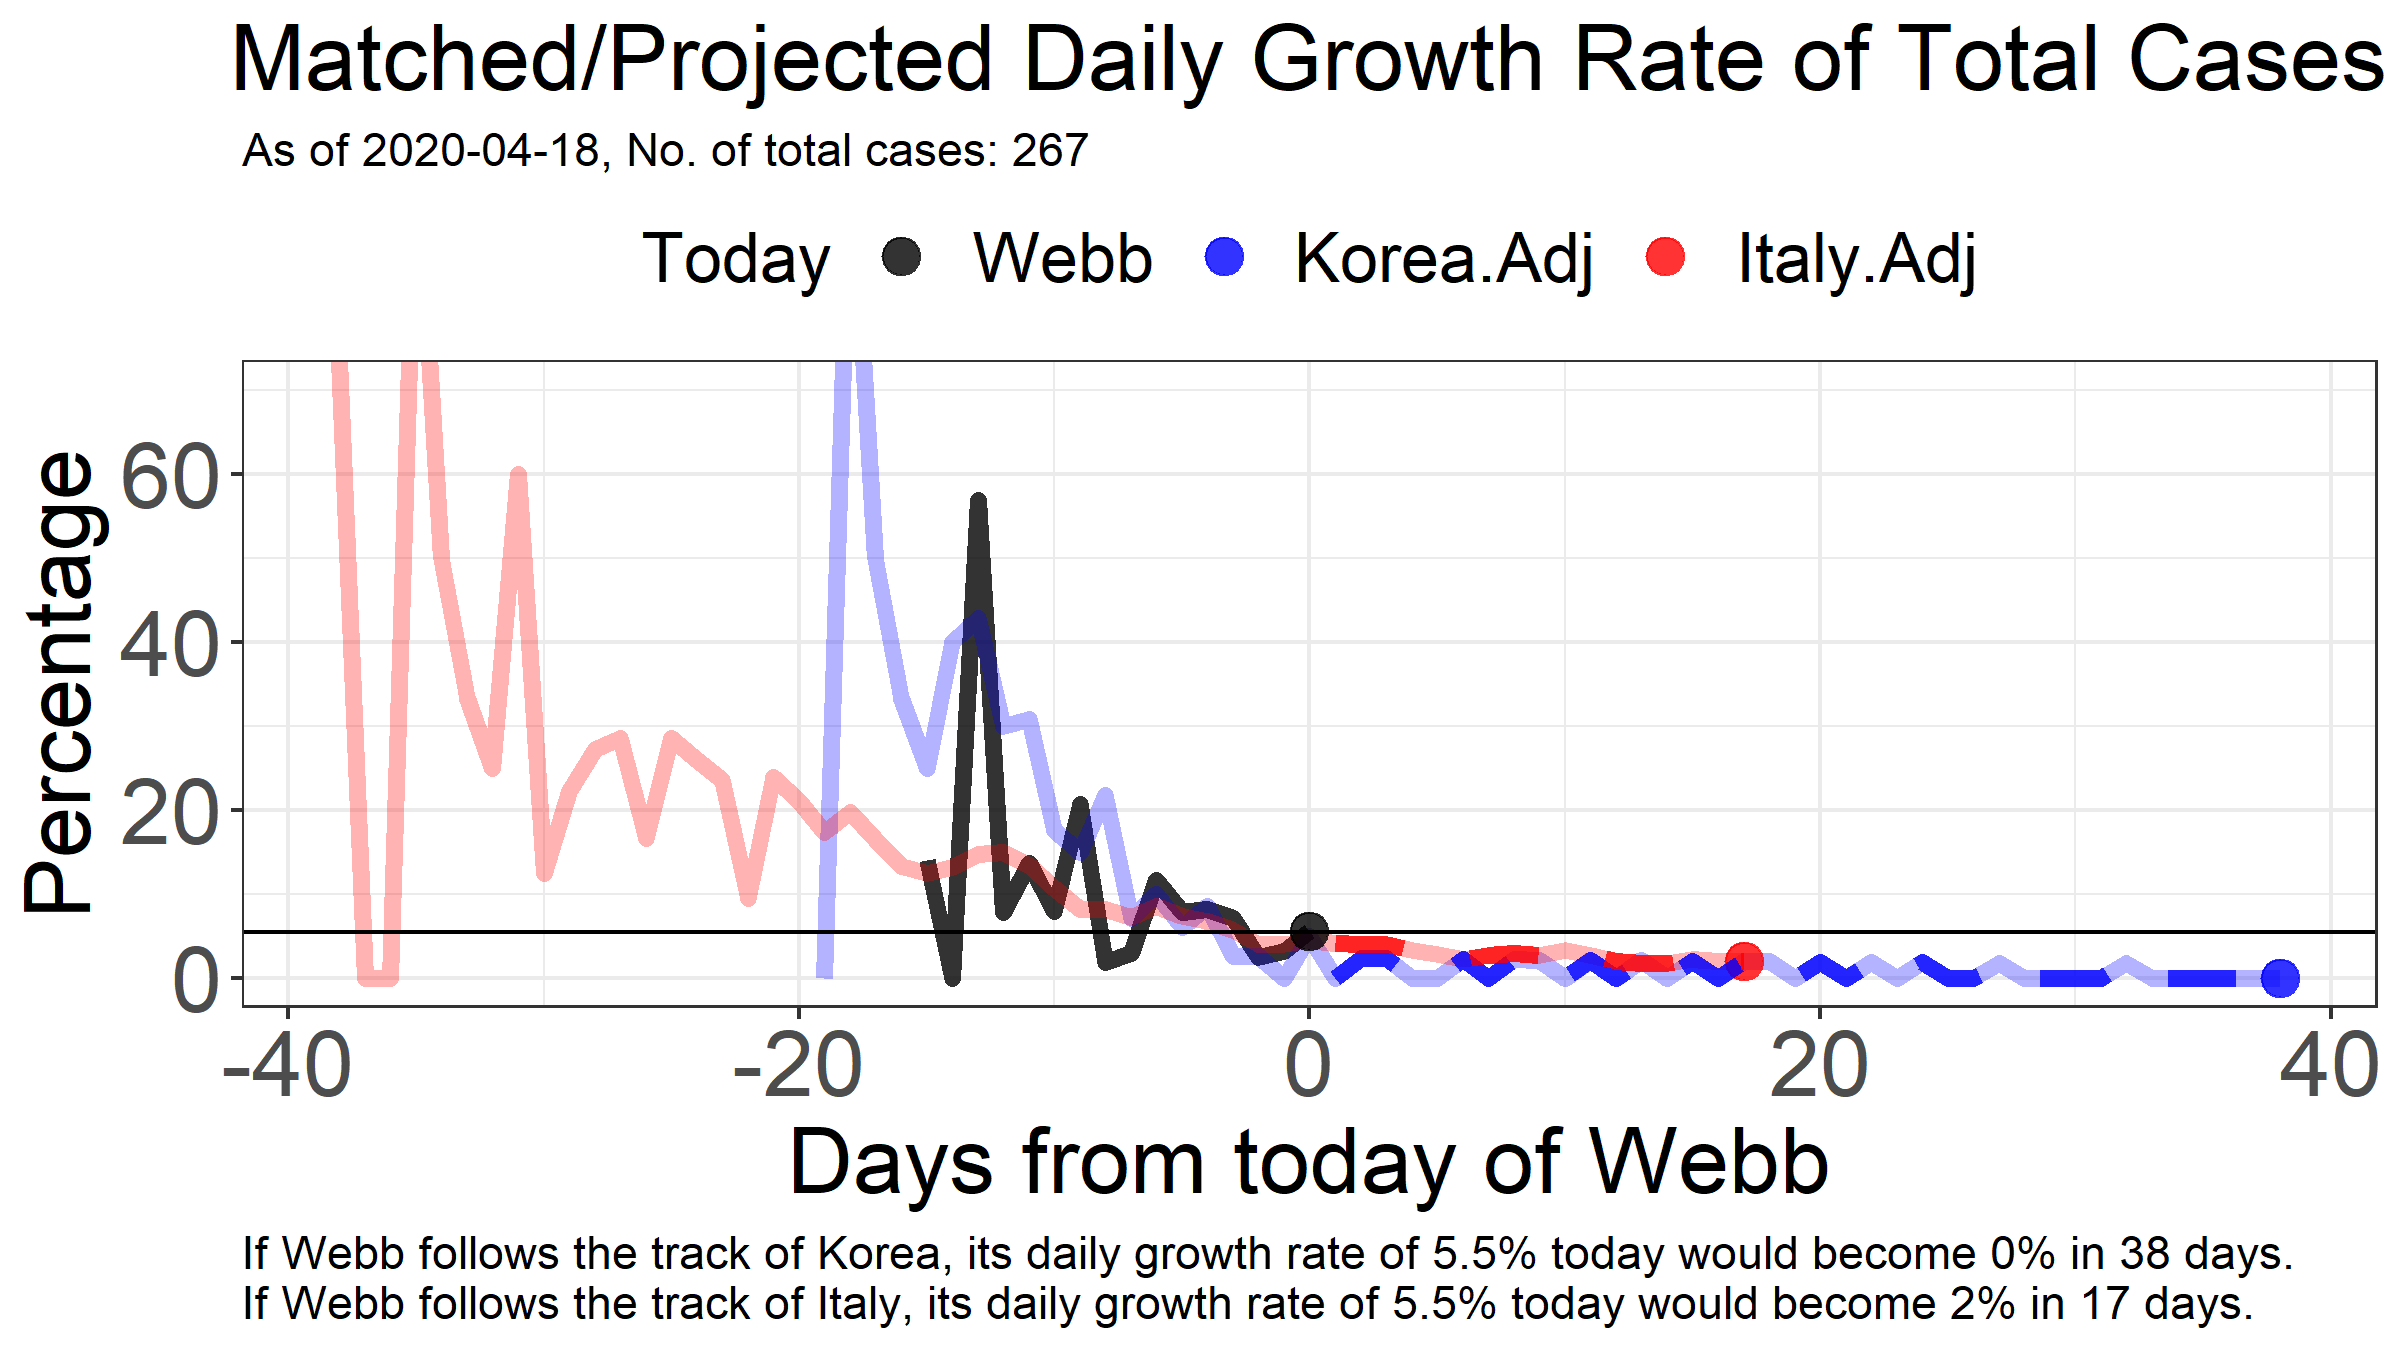 Matched/Projected Daily Growth Rate of Total Cases
As of 2020-04-18, No. of total cases: 267
Today Webb Korea.Adj Italy.Adj
Percentage
60
40
20
0
-40 -20 0 20 40
Days from today of Webb
If Webb follows the track of Korea, its daily growth rate of 5.5% today would become 0% in 38 days.
If Webb follows the track of Italy, its daily growth rate of 5.5% today would become 2% in 17 days.